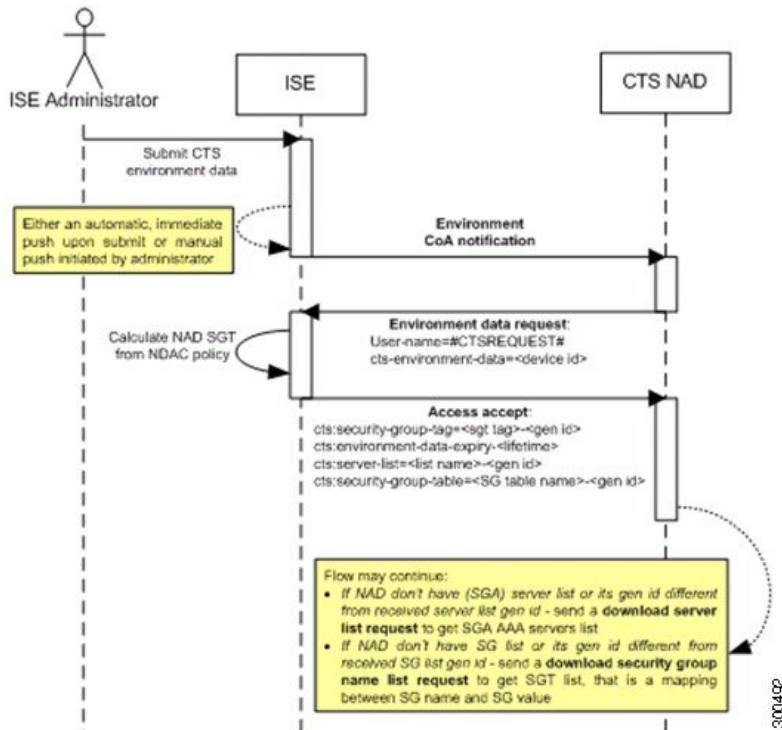 ISE Administrator
ISE
CTS NAD
Submit CTS
environment data
Either an automatic, immediate
push upon submit or manual
push initiated by administrator
Environment
CoA notification
Environment data request:
User-name=#CTSREQUEST#
cts-environment-data=<device id>
Calculate NAD SGT
from NDAC policy
Access accept:
cts:security-group-tag=<sgt tag>-<gen id>
cts:environment-data-expiry-<lifetime>
cts:server-list=<list name>-<gen id>
cts:security-group-table=<SG table name>-<gen id>
Flow may continue:
• If NAD don't have (SGA) server list or its gen id different
from received server list gen id - send a download server
list request to get SGA AAA servers list
• If NAD don't have SG list or its gen id different from
received SG list gen id - send a download security group
name list request to get SGT list, that is a mapping
between SG name and SG value
300492